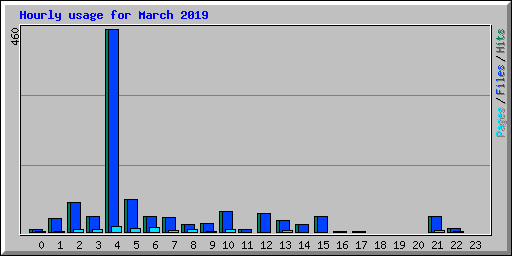 Hourly usage for March 2019
460
Pages/Files/Hits
0 1 2 3 4 5 6 7 8 9 10 11 12 13 14 15 16 17 18 19 20 21 22 23